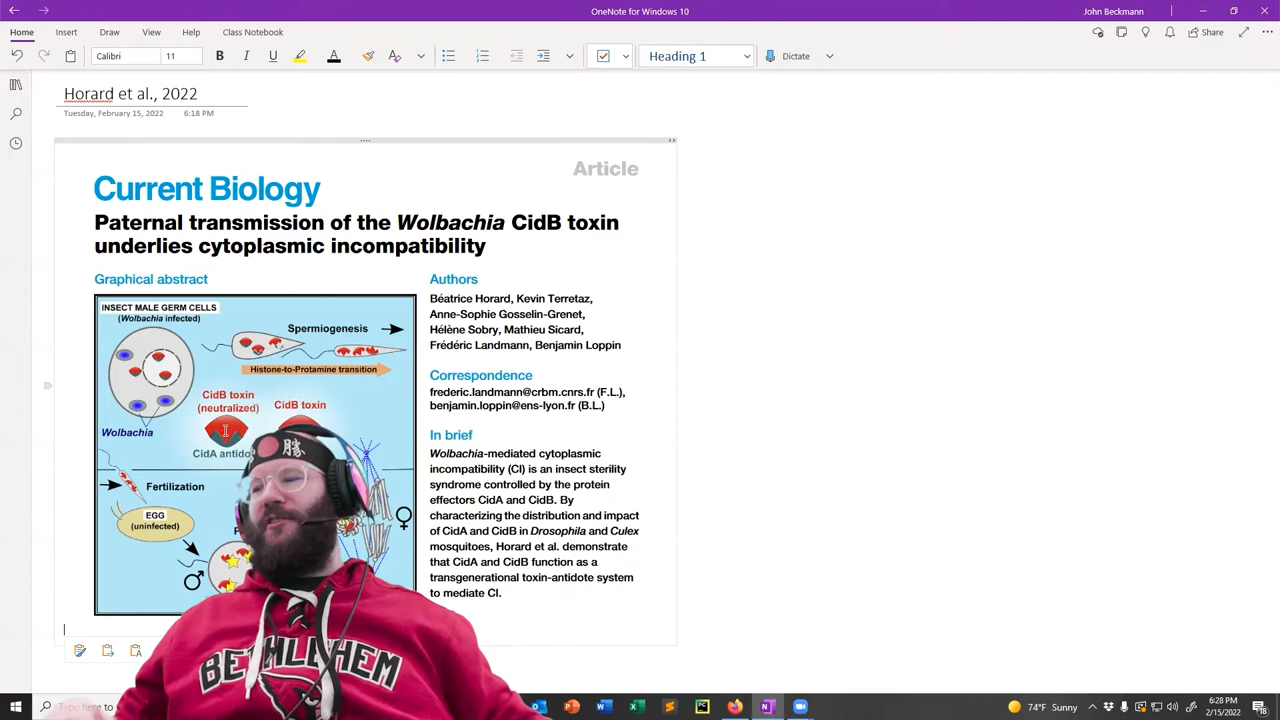 OneNote for Windows 10
John Beckmann
Home
Insert
Draw
View
Help
Class Notebook
Share
Calibri
11
B
I
U
A
Heading 1
Dictate
Horard et al., 2022
Tuesday, February 15, 2022
6:18 PM
Article
Current Biology
Paternal transmission of the Wolbachia CidB toxin
underlies cytoplasmic incompatibility
Graphical abstract
INSECT MALE GERM CELLS
(Wolbachia infected)
Spermiogenesis
Histone-to-Protamine transition
CidB toxin
(neutralized)
CidB toxin
Wolbachia
CidA antido
Fertilization
EGG
(uninfected)
♀
♂
勝
BETHLEHEM
Authors
Béatrice Horard, Kevin Terretaz,
Anne-Sophie Gosselin-Grenet,
Hélène Sobry, Mathieu Sicard,
Frédéric Landmann, Benjamin Loppin
Correspondence
frederic.landmann@crbm.cnrs.fr (F.L.),
benjamin.loppin@ens-lyon.fr (B.L.)
In brief
Wolbachia-mediated cytoplasmic
incompatibility (CI) is an insect sterility
syndrome controlled by the protein
effectors CidA and CidB. By
characterizing the distribution and impact
of CidA and CidB in Drosophila and Culex
mosquitoes, Horard et al. demonstrate
that CidA and CidB function as a
transgenerational toxin-antidote system
to mediate CI.
Type here to
74°F Sunny
6:28 PM
2/15/2022
18